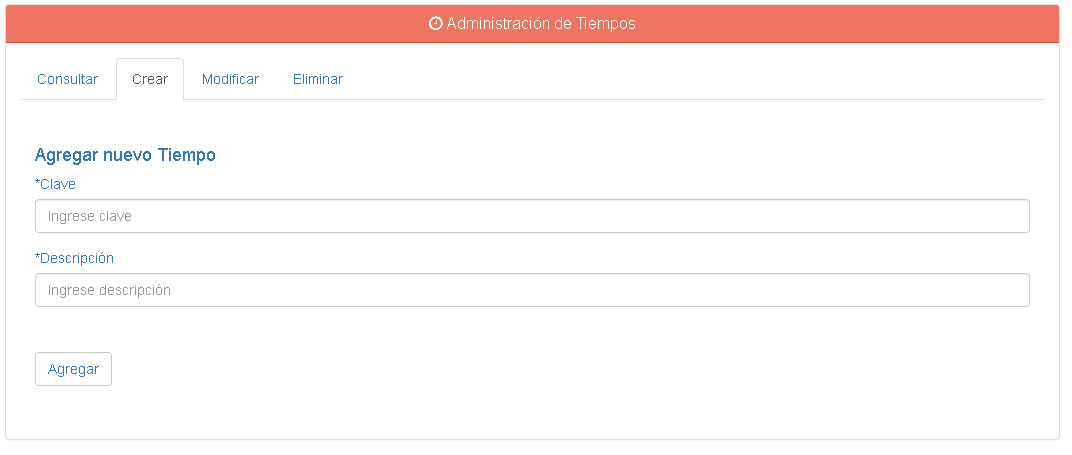 Administración de Tiempos
Consultar Crear Modificar Eliminar
Agregar nuevo Tiempo
*Clave
Ingrese clave
*Descripción
Ingrese descripción
Agregar